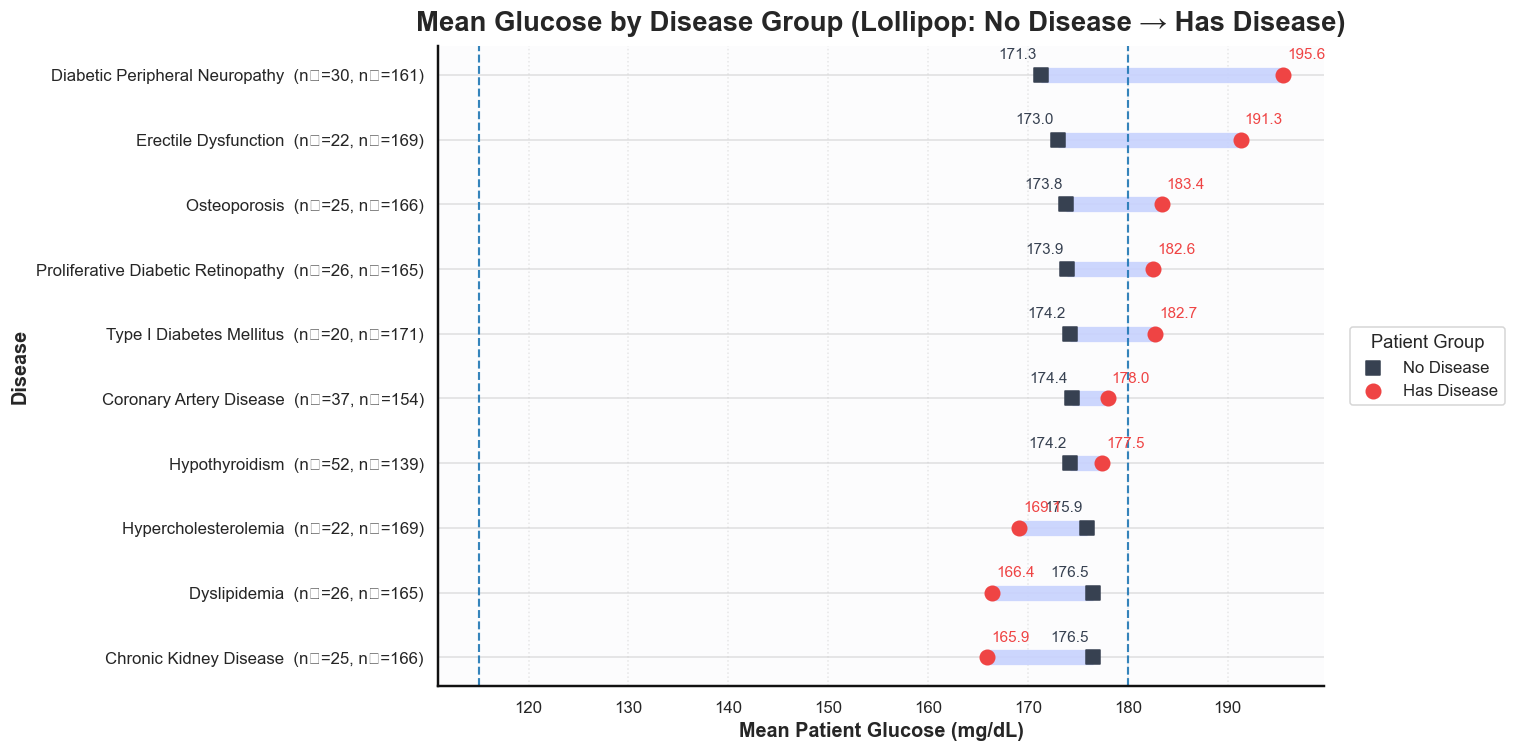 Mean Glucose by Disease Group (Lollipop: No Disease → Has Disease)
Disease
Diabetic Peripheral Neuropathy (n□=30, n□=161)
171.3
195.6
Erectile Dysfunction (n□=22, n□=169)
173.0
191.3
Osteoporosis (n□=25, n□=166)
173.8
183.4
Proliferative Diabetic Retinopathy (n□=26, n□=165)
173.9
182.6
Type I Diabetes Mellitus (n□=20, n□=171)
174.2
182.7
Coronary Artery Disease (n□=37, n□=154)
174.4
178.0
Hypothyroidism (n□=52, n□=139)
174.2
177.5
Hypercholesterolemia (n□=22, n□=169)
175.9
Dyslipidemia (n□=26, n□=165)
166.4
176.5
Chronic Kidney Disease (n□=25, n□=166)
165.9
176.5
120 130 140 150 160 170 180 190
Mean Patient Glucose (mg/dL)
Patient Group
No Disease
Has Disease